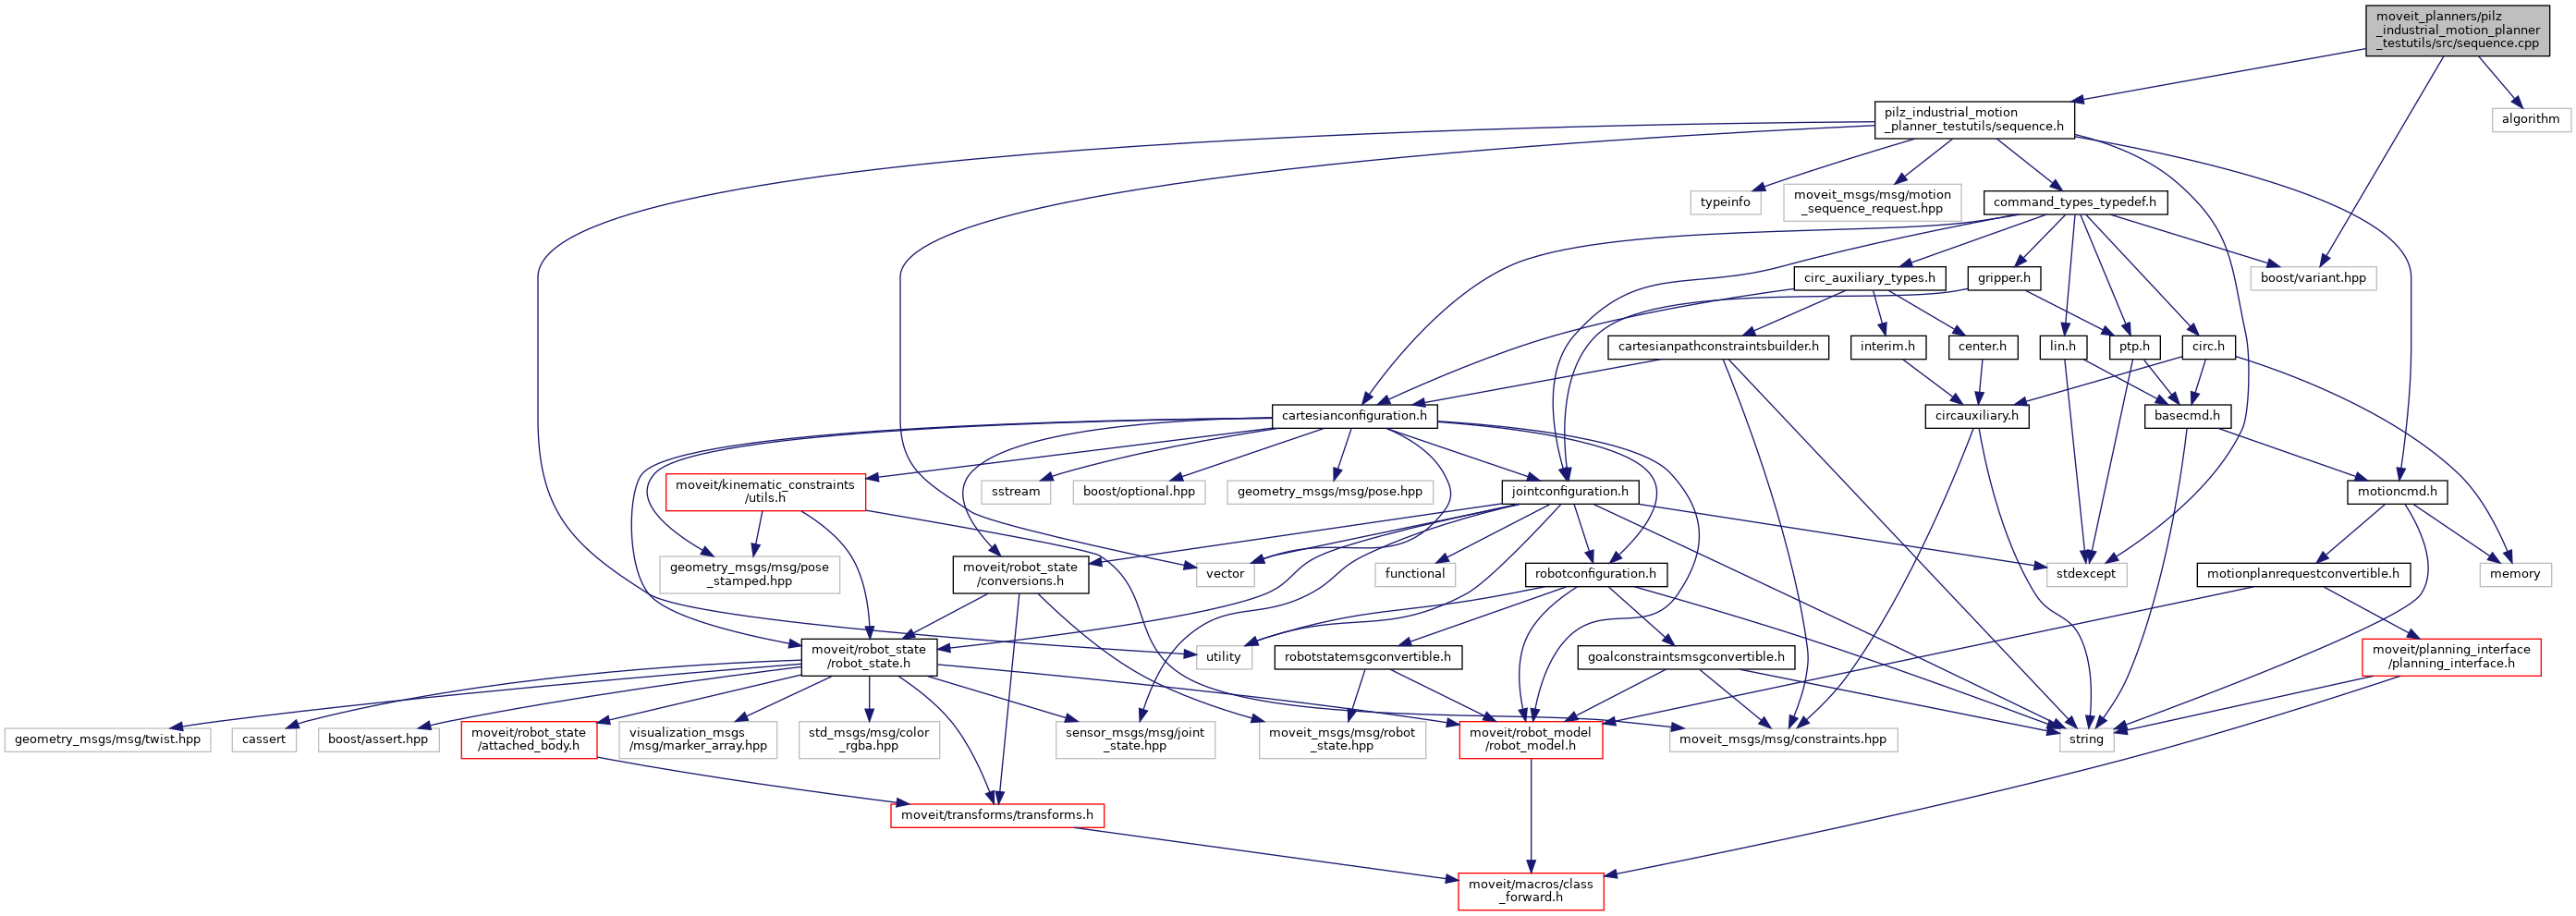 moveit_planners/pilz
_industrial_motion_planner
_testutils/src/sequence.cpp
pilz_industrial_motion
_planner_testutils/sequence.h
algorithm
typeinfo
moveit_msgs/msg/motion
_sequence_request.hpp
command_types_typedef.h
circ_auxiliary_types.h
gripper.h
boost/variant.hpp
cartesianpathconstraintsbuilder.h
interim.h
center.h
lin.h
ptp.h
circ.h
cartesianconfiguration.h
circauxiliary.h
basecmd.h
moveit/kinematic_constraints
/utils.h
sstream
boost/optional.hpp
geometry_msgs/msg/pose.hpp
jointconfiguration.h
motioncmd.h
geometry_msgs/msg/pose
_stamped.hpp
moveit/robot_state
/conversions.h
vector
functional
robotconfiguration.h
stdexcept
motionplanrequestconvertible.h
memory
moveit/robot_state
/robot_state.h
utility
robotstatemsgconvertible.h
goalconstraintsmsgconvertible.h
moveit/planning_interface
/planning_interface.h
geometry_msgs/msg/twist.hpp
cassert
boost/assert.hpp
moveit/robot_state
/attached_body.h
visualization_msgs
/msg/marker_array.hpp
std_msgs/msg/color
_rgba.hpp
sensor_msgs/msg/joint
_state.hpp
moveit_msgs/msg/robot
_state.hpp
moveit/robot_model
/robot_model.h
moveit_msgs/msg/constraints.hpp
string
moveit/transforms/transforms.h
moveit/macros/class
_forward.h